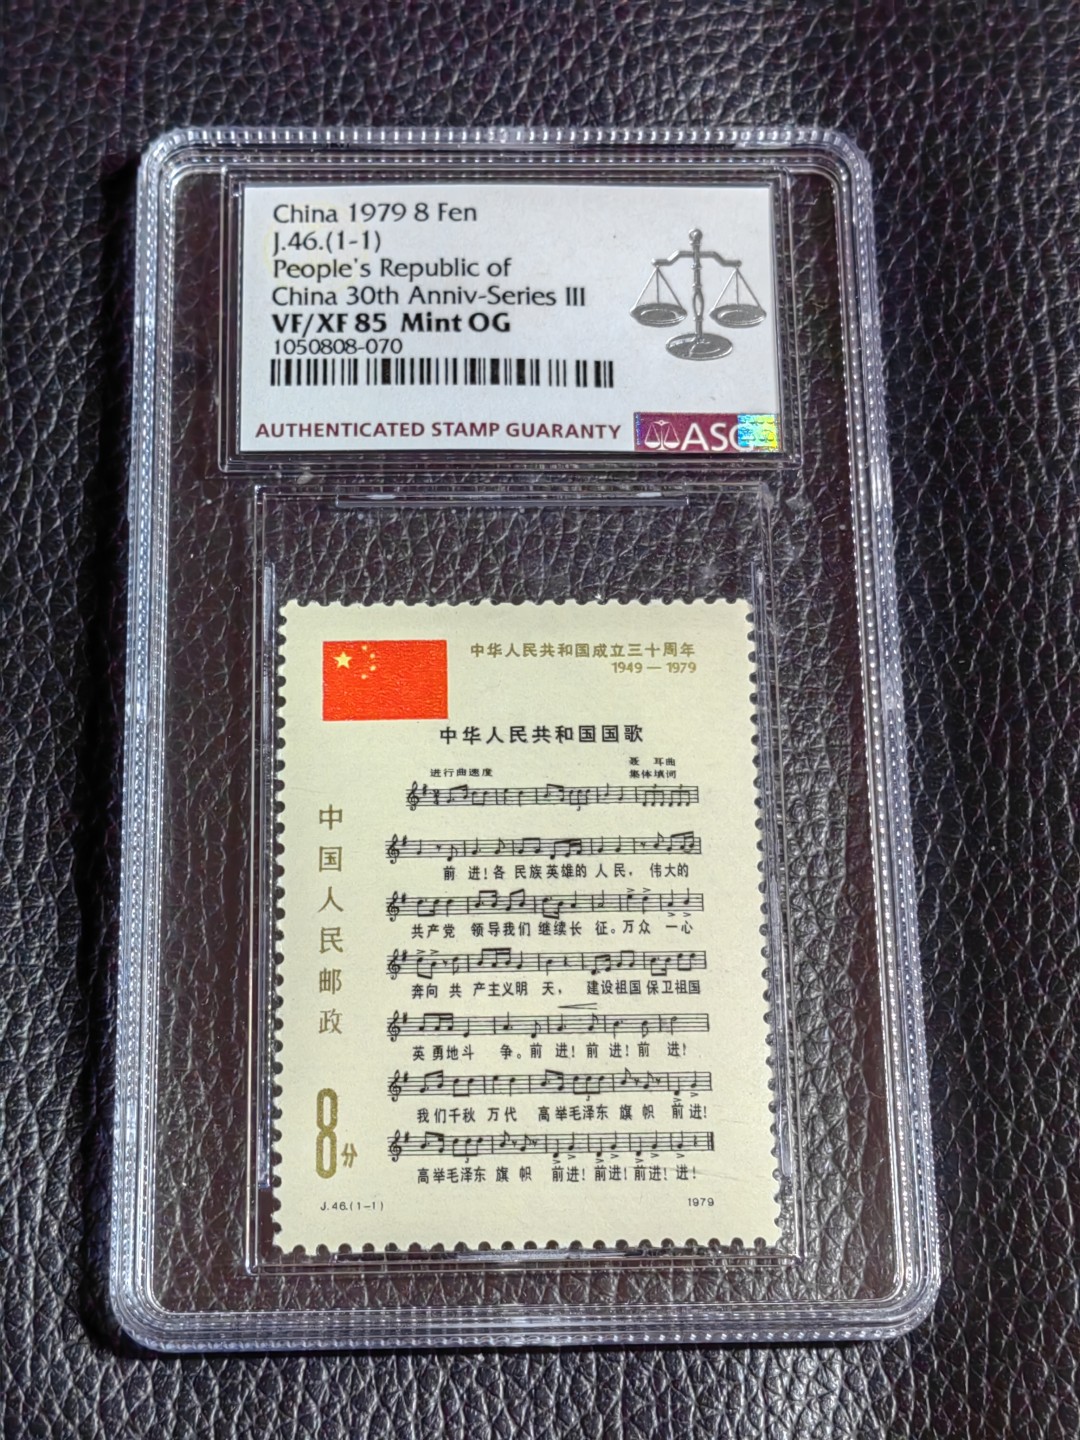 China 1979 8 Fen
J.46.(1-1)
People's Republic of
China 30th Anniv-Series III
VF/XF 85 Mint OG
1050808-070
AUTHENTICATED STAMP GUARANTY
ASG
中华人民共和国成立三十周年
1949—1979
中华人民共和国国歌
进行曲速度
聂 耳曲
集体填词
中国人民邮政
前 进！各 民族英雄的 人民， 伟大的
共产党 领导我们 继续长 征。万众 一心
奔向 共 产主义明 天， 建设祖国 保卫祖国
英勇地斗 争。前 进！前 进！前 进！
我们千秋 万代 高举毛泽东 旗 帜 前进！
高举毛泽东 旗 帜 前进！前进！前进！进！
8分
J.46.(1-1)
1979